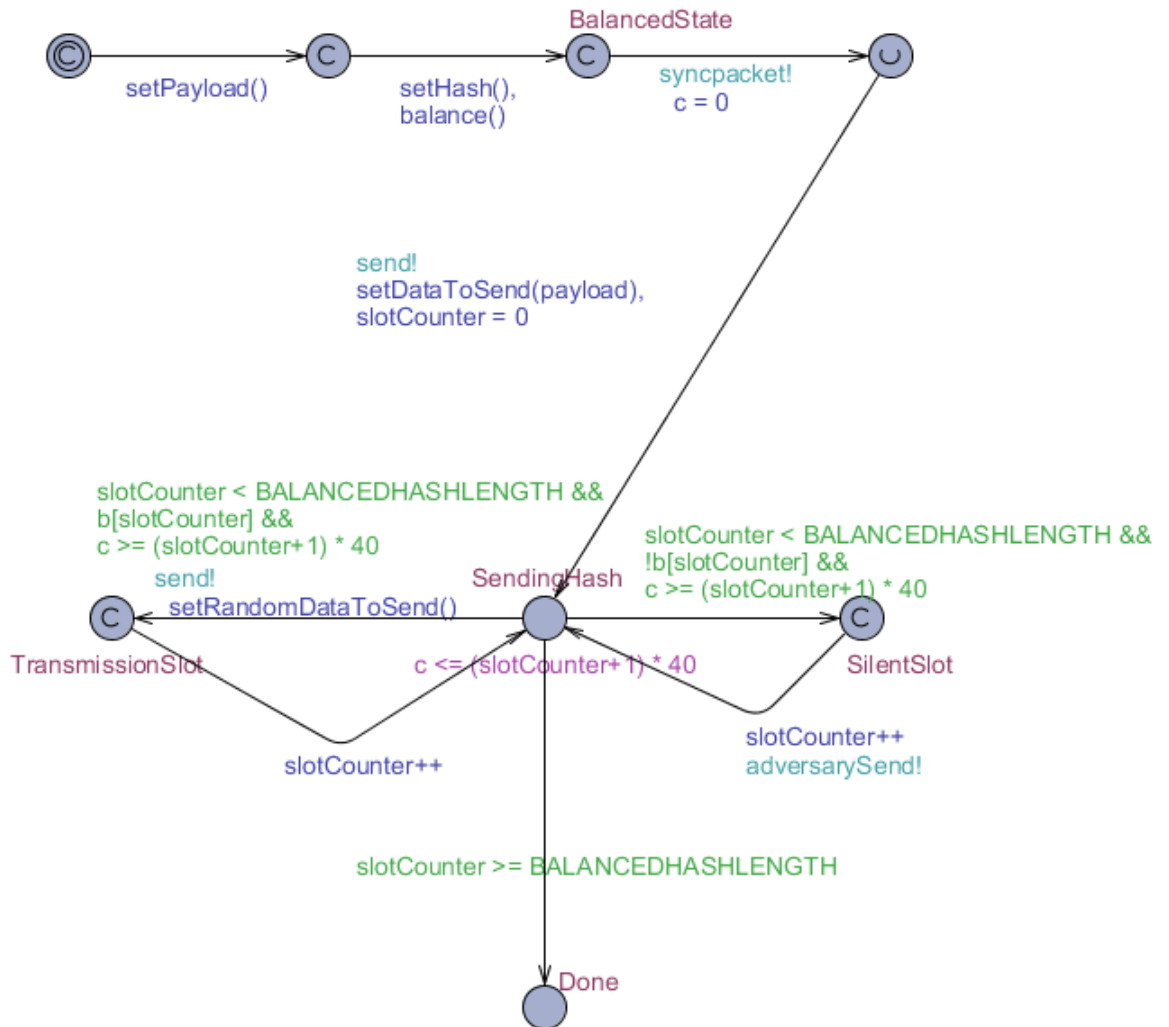 BalancedState
setPayload()
setHash(),
balance()
syncpacket!
c = 0
send!
setDataToSend(payload),
slotCounter = 0
slotCounter < BALANCEDHASHLENGTH &&
b[slotCounter] &&
c >= (slotCounter+1) * 40
send!
setRandomDataToSend()
SendingHash
slotCounter < BALANCEDHASHLENGTH &&
!b[slotCounter] &&
c >= (slotCounter+1) * 40
TransmissionSlot
c <= (slotCounter+1) * 40
SilentSlot
slotCounter++
slotCounter++
adversarySend!
slotCounter >= BALANCEDHASHLENGTH
Done